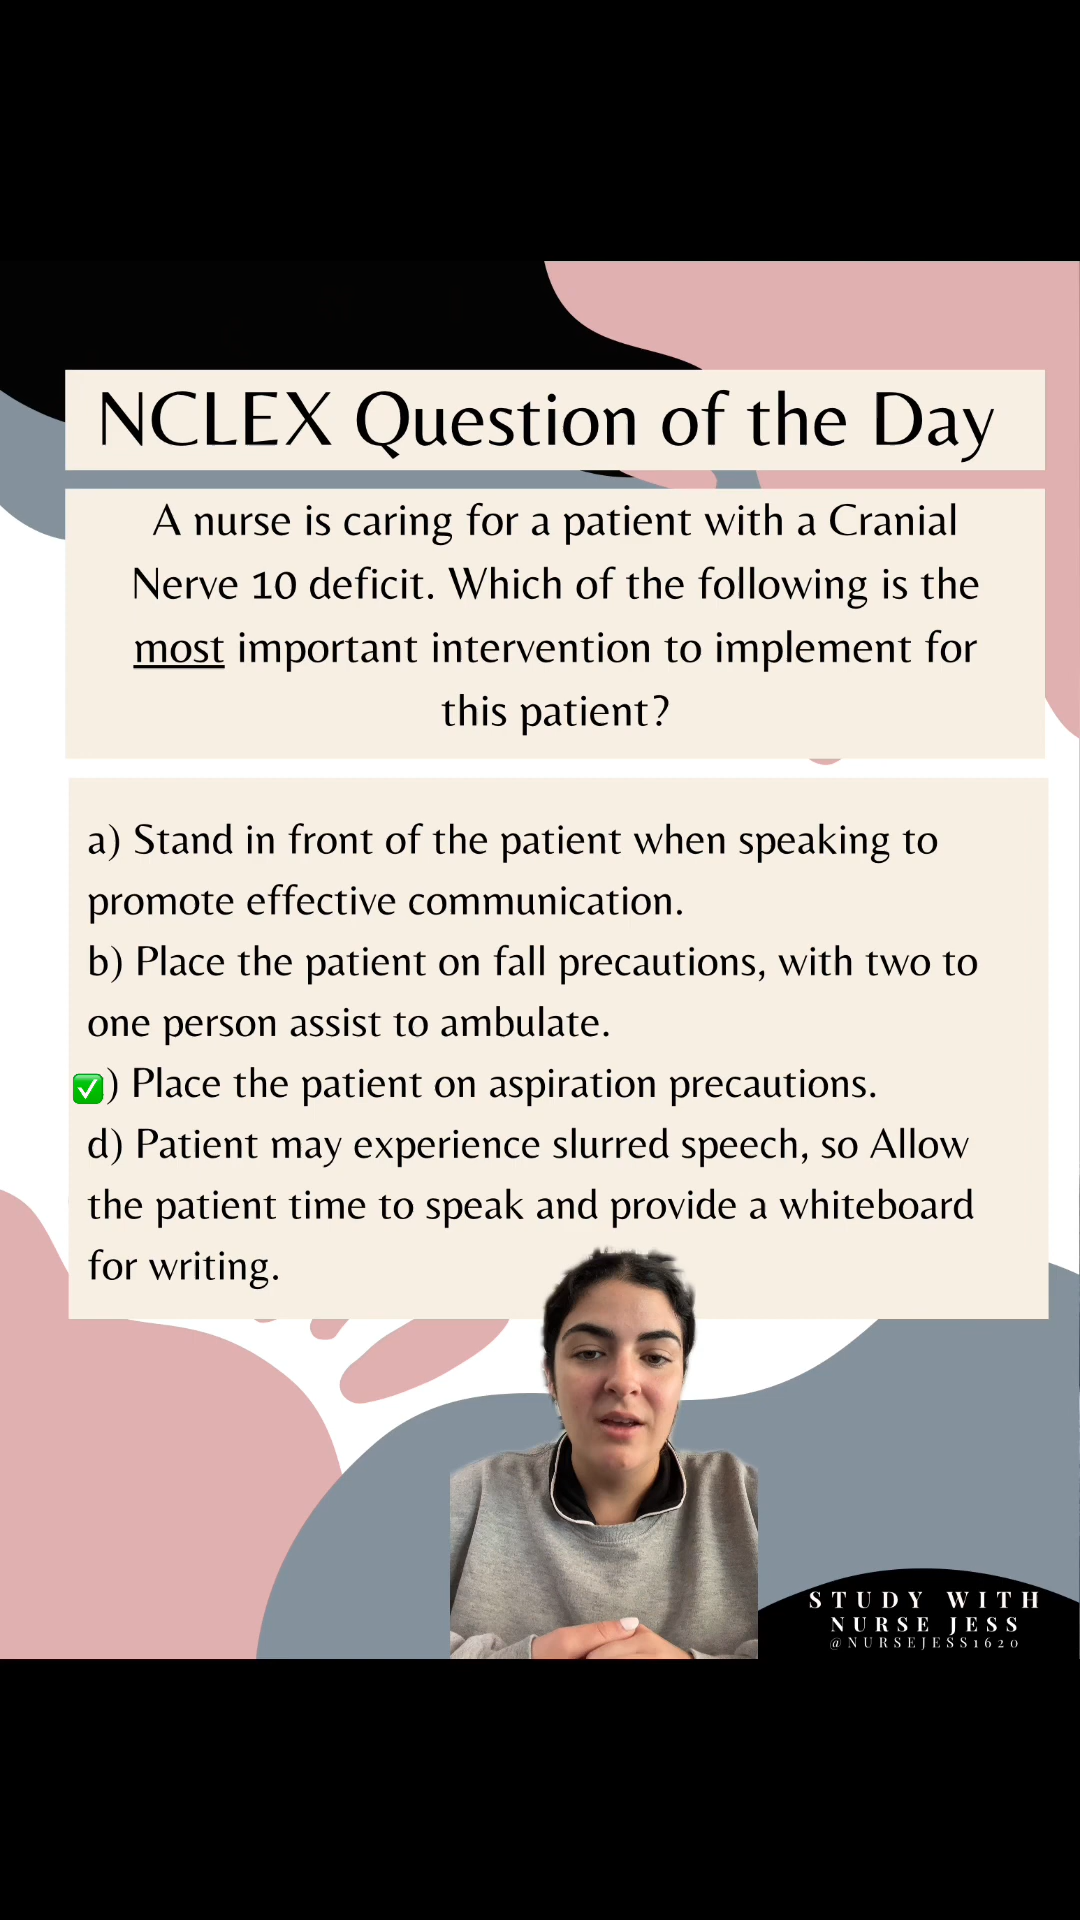 NCLEX Question of the Day
A nurse is caring for a patient with a Cranial
Nerve 10 deficit. Which of the following is the
most important intervention to implement for
this patient?
a) Stand in front of the patient when speaking to
promote effective communication.
b) Place the patient on fall precautions, with two to
one person assist to ambulate.
✅) Place the patient on aspiration precautions.
d) Patient may experience slurred speech, so Allow
the patient time to speak and provide a whiteboard
for writing.
STUDY WITH
NURSE JESS
@NURSEJESS1620